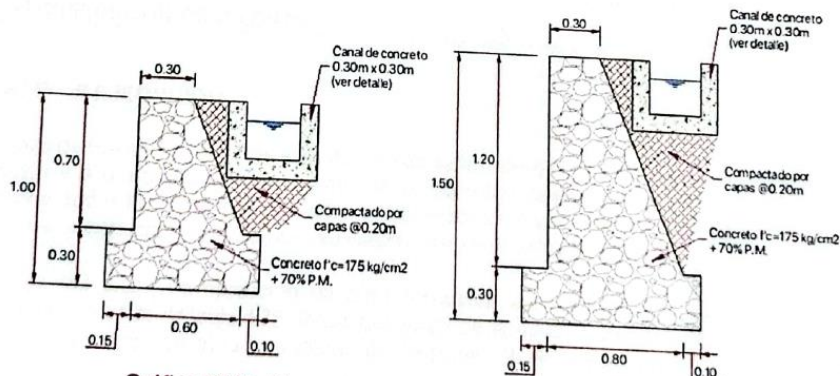 0.30
Canal de concreto
0.30m x 0.30m
(ver detalle)
1.00
0.70
0.30
Compactado por
capas @0.20m
Concreto f'c=175 kg/cm2
+ 70% P.M.
0.15
0.60
0.10
0.30
Canal de concreto
0.30m x 0.30m
(ver detalle)
1.50
1.20
0.30
Compactado por
capas @0.20m
Concreto f'c=175 kg/cm2
+ 70% P.M.
0.15
0.80
0.10